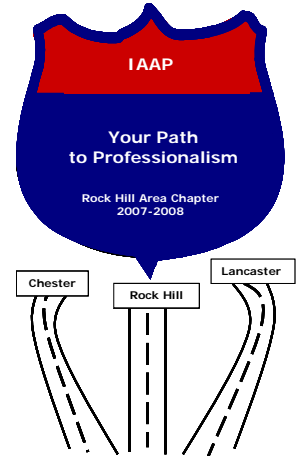 IAAP
Your Path
to Professionalism
Rock Hill Area Chapter
2007-2008
Chester
Rock Hill
Lancaster